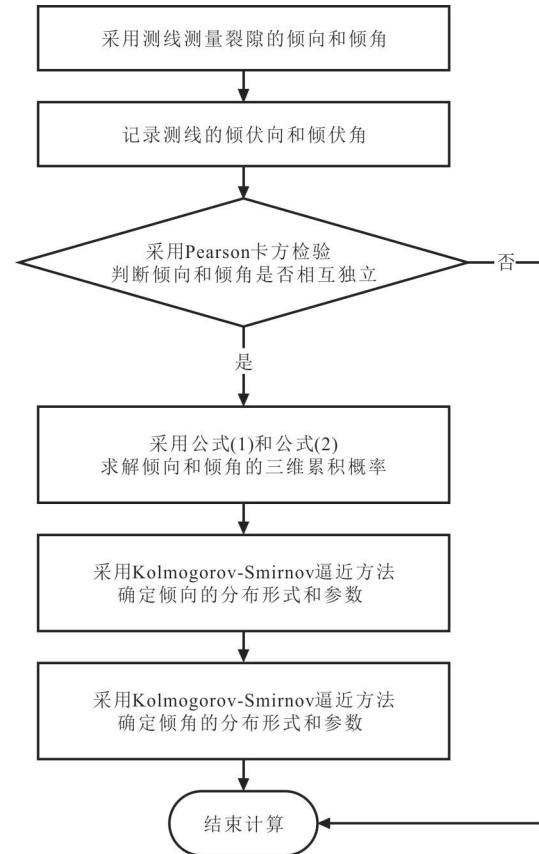 采用测线测量裂隙的倾向和倾角
记录测线的倾伏向和倾伏角
采用Pearson卡方检验
判断倾向和倾角是否相互独立
否
是
采用公式(1)和公式(2)
求解倾向和倾角的三维累积概率
采用Kolmogorov-Smirnov逼近方法
确定倾向的分布形式和参数
采用Kolmogorov-Smirnov逼近方法
确定倾角的分布形式和参数
结束计算